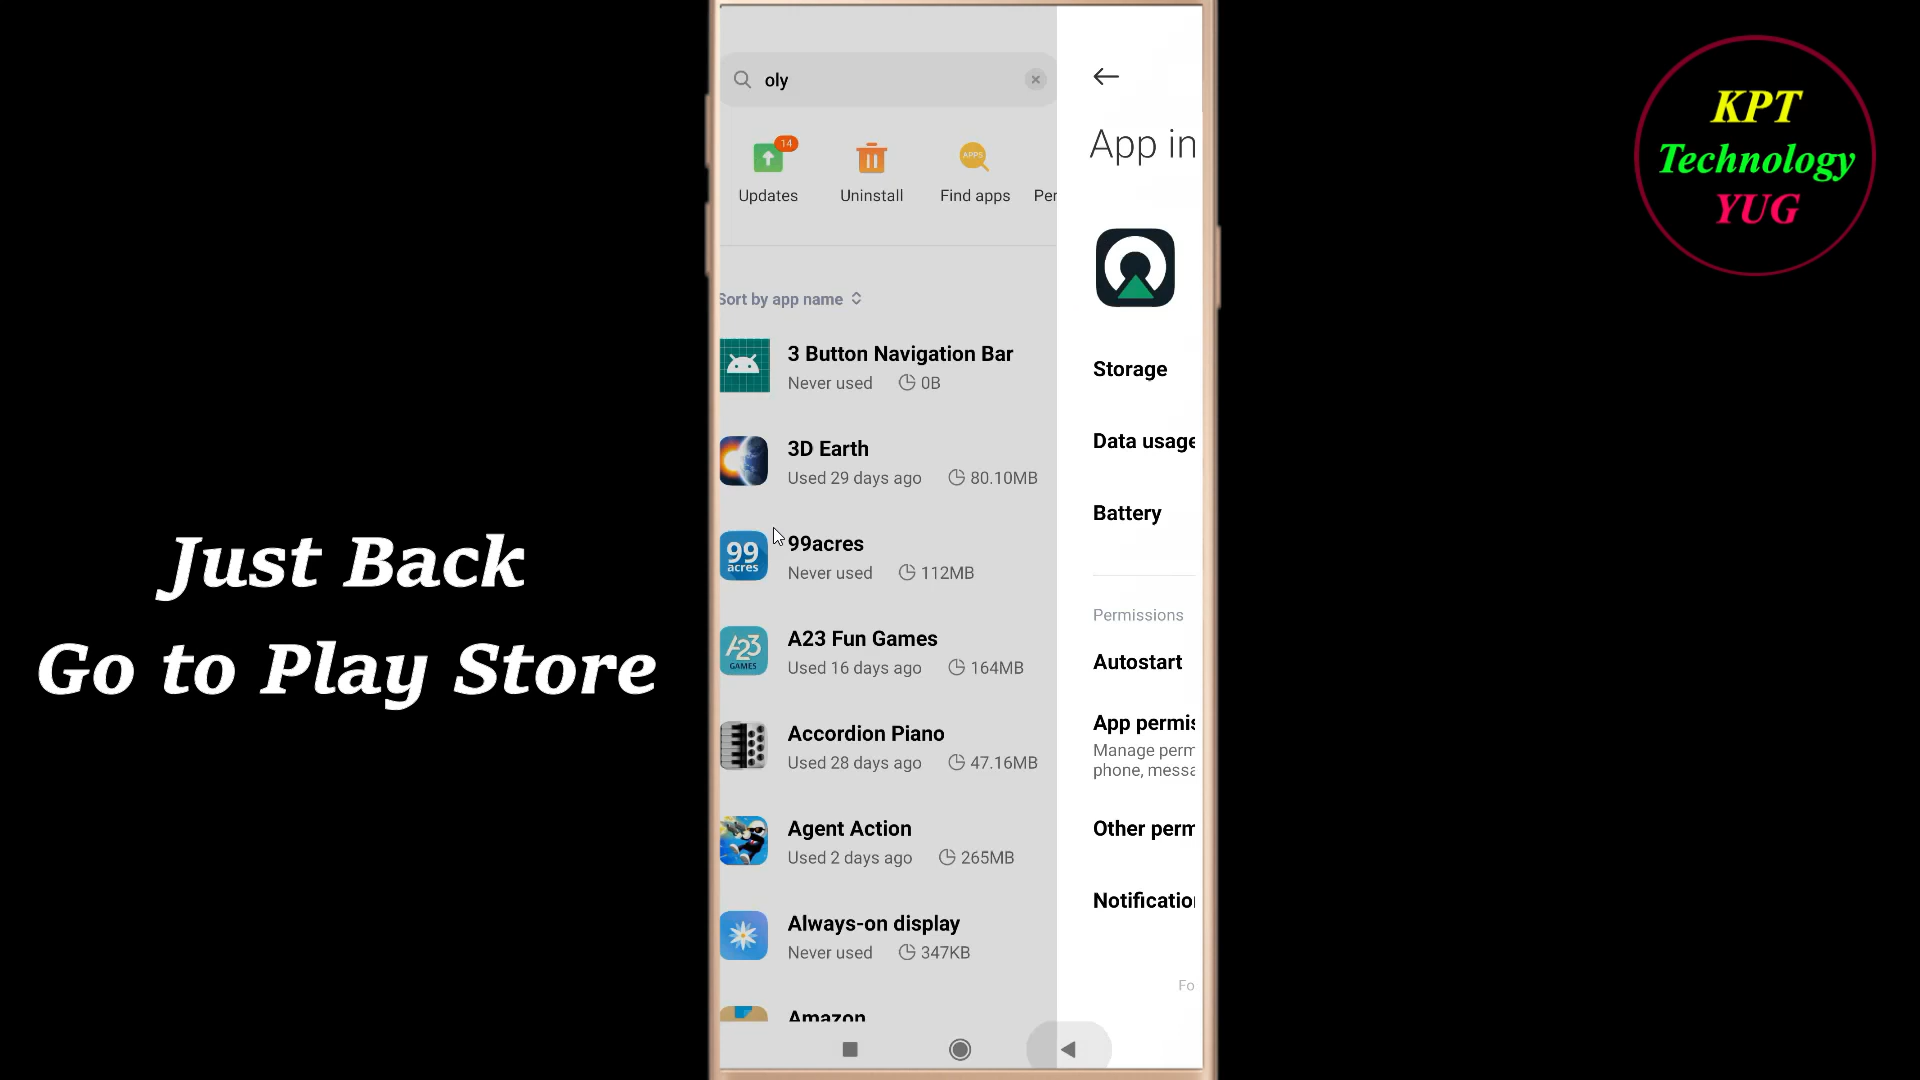 Just Back
Go to Play Store
oly
14
Updates
Uninstall
APPS
Find apps
Per
Sort by app name
3 Button Navigation Bar
Never used 0B
3D Earth
Used 29 days ago 80.10MB
99 acres
99acres
Never used 112MB
A23 GAMES
A23 Fun Games
Used 16 days ago 164MB
Accordion Piano
Used 28 days ago 47.16MB
Agent Action
Used 2 days ago 265MB
Always-on display
Never used 347KB
Amazon
App in
Storage
Data usage
Battery
Permissions
Autostart
App permis
Manage perm
phone, messa
Other perm
Notification
Fo
KPT
Technology
YUG